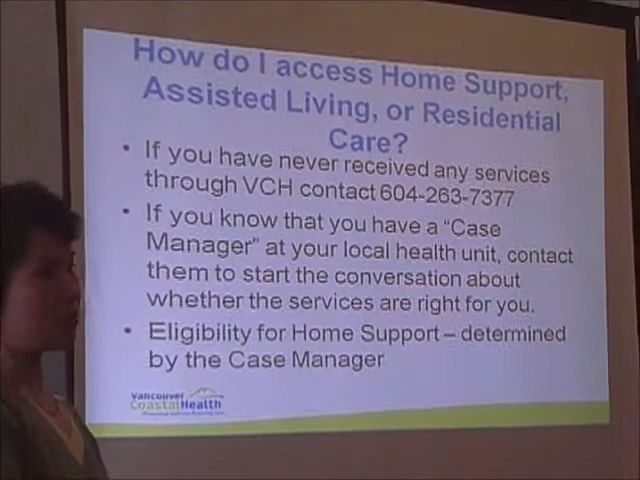 How do I access Home Support,
Assisted Living, or Residential
Care?
• If you have never received any services
through VCH contact 604-263-7377
• If you know that you have a "Case
Manager" at your local health unit, contact
them to start the conversation about
whether the services are right for you.
• Eligibility for Home Support – determined
by the Case Manager
Vancouver
CoastalHealth